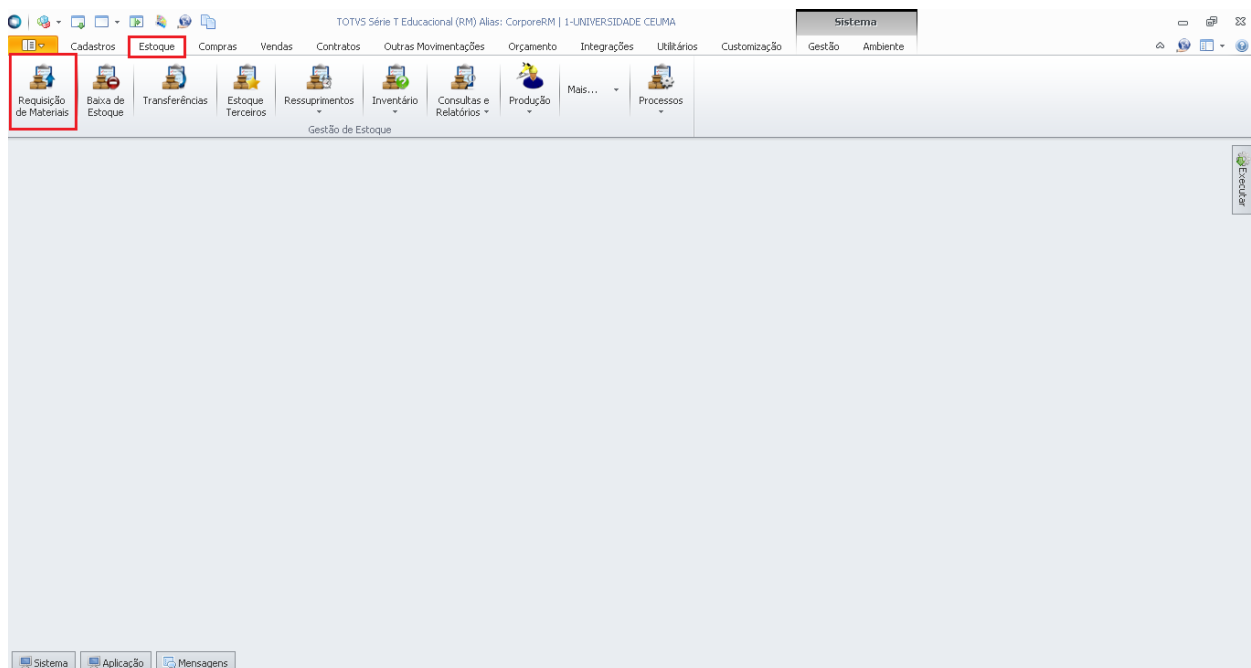 TOTVS Série T Educacional (RM) Alias: CorporeRM | 1-UNIVERSIDADE CEUMA
Sistema
Cadastros Estoque Compras Vendas Contratos Outras Movimentações Orçamento Integrações Utilitários Customização Gestão Ambiente
Requisição de Materiais
Baixa de Estoque
Transferências
Estoque Terceiros
Ressuprimentos
Inventário
Consultas e Relatórios
Produção
Mais...
Processos
Gestão de Estoque
Executar
Sistema Aplicação Mensagens